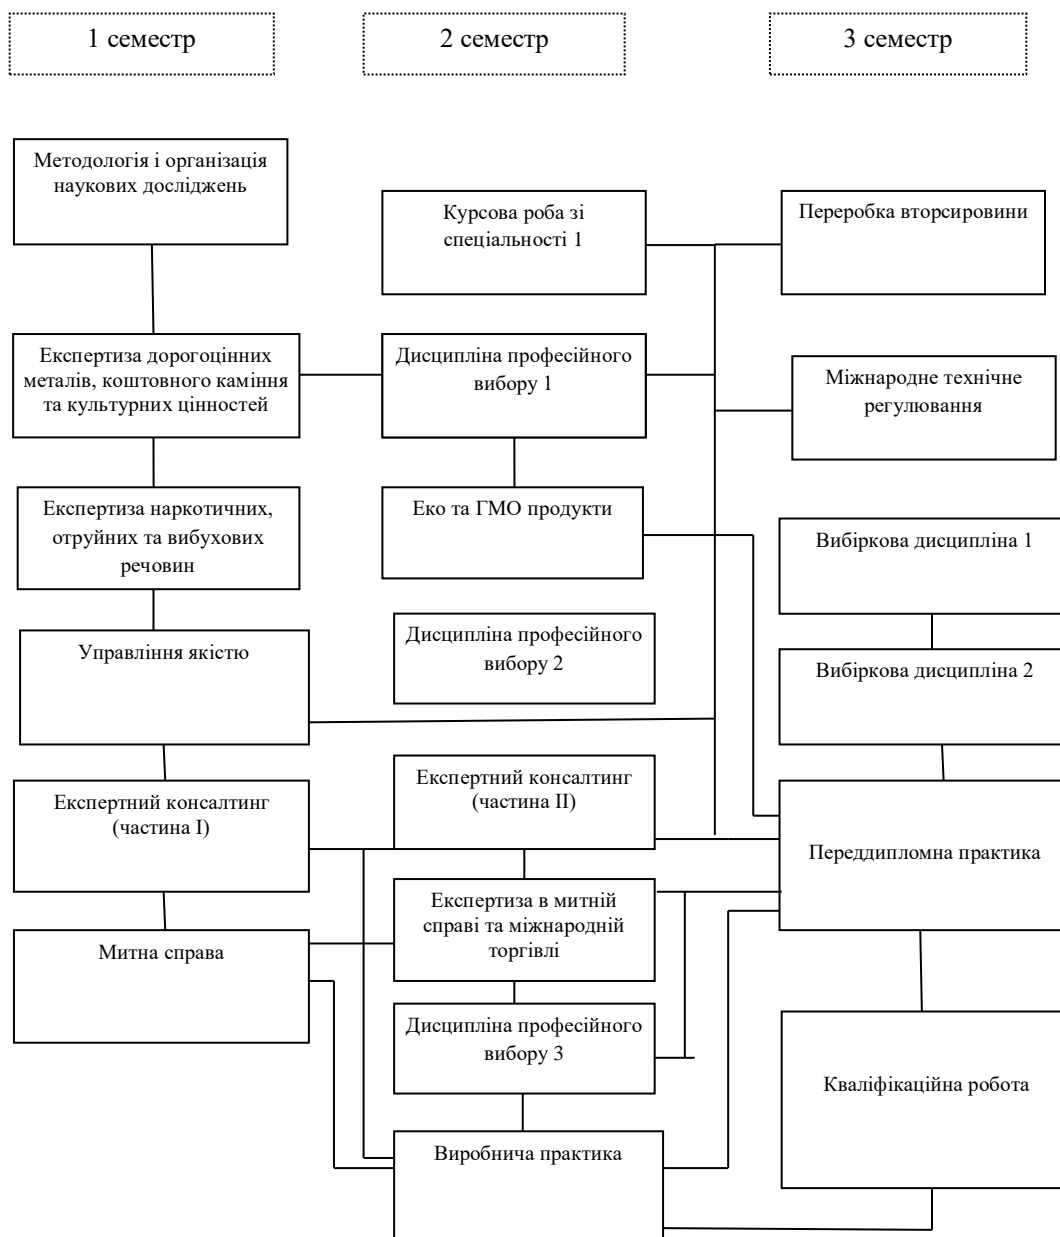 1 семестр
2 семестр
3 семестр
Методологія і організація
наукових досліджень
Експертиза дорогоцінних
металів, коштовного каміння
та культурних цінностей
Експертиза наркотичних,
отруйних та вибухових
речовин
Управління якістю
Експертний консалтинг
(частина І)
Митна справа
Курсова роба зі
спеціальності 1
Дисципліна професійного
вибору 1
Еко та ГМО продукти
Дисципліна професійного
вибору 2
Експертний консалтинг
(частина ІІ)
Експертиза в митній
справі та міжнародній
торгівлі
Дисципліна професійного
вибору 3
Виробнича практика
Переробка вторсировини
Міжнародне технічне
регулювання
Вибіркова дисципліна 1
Вибіркова дисципліна 2
Переддипломна практика
Кваліфікаційна робота